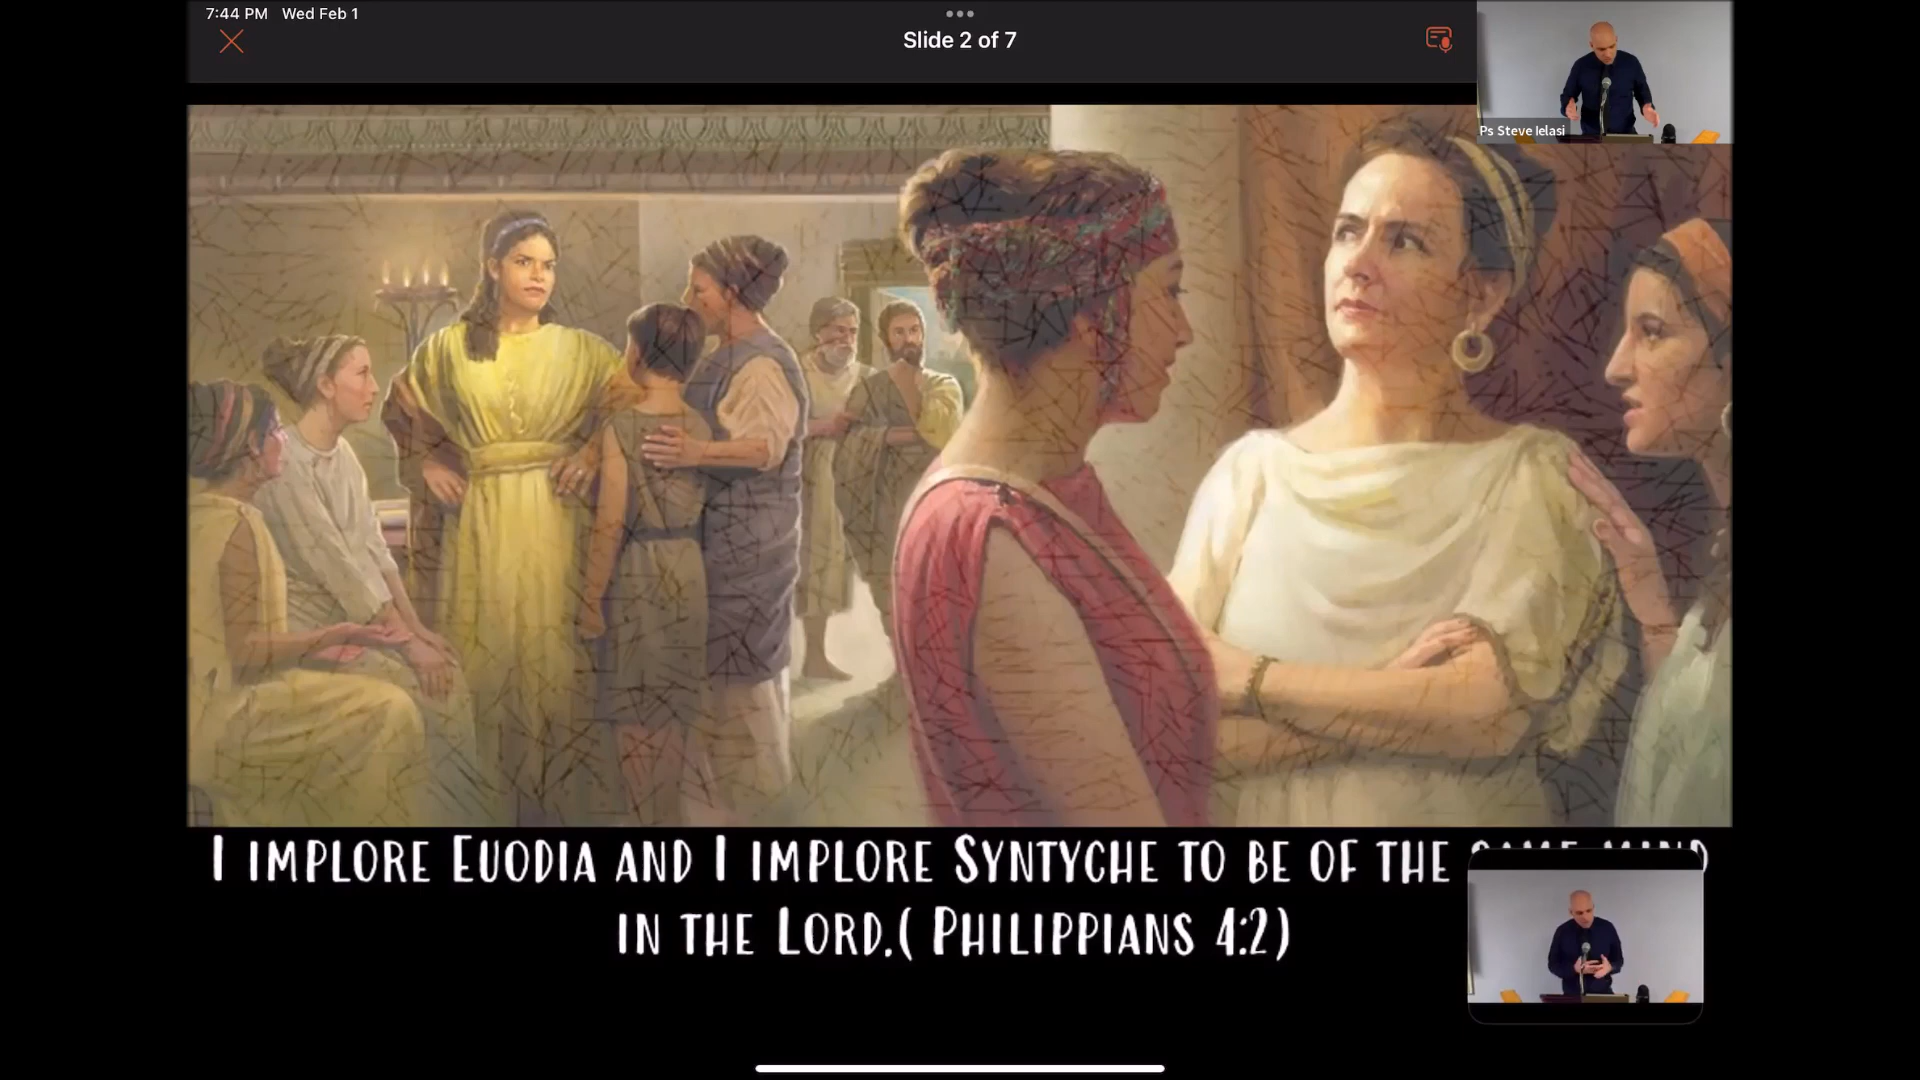 7:44 PM Wed Feb 1
Slide 2 of 7
Ps Steve Ielasi
I implore Euodia and I implore Syntyche to be of the
in the Lord.( Philippians 4:2)